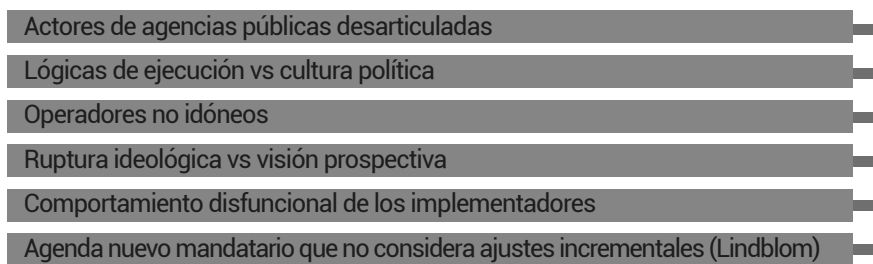 Actores de agencias públicas desarticuladas
Lógicas de ejecución vs cultura política
Operadores no idóneos
Ruptura ideológica vs visión prospectiva
Comportamiento disfuncional de los implementadores
Agenda nuevo mandatario que no considera ajustes incrementales (Lindblom)